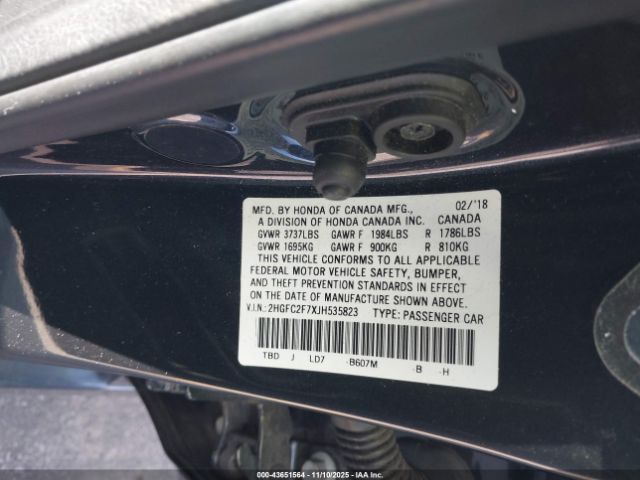 MFD. BY HONDA OF CANADA MFG., 02/'18
A DIVISION OF HONDA CANADA INC. CANADA
GVWR 3737LBS GAWR F 1984LBS R 1786LBS
GVWR 1695KG GAWR F 900KG R 810KG
THIS VEHICLE CONFORMS TO ALL APPLICABLE
FEDERAL MOTOR VEHICLE SAFETY, BUMPER,
AND THEFT PREVENTION STANDARDS IN EFFECT
ON THE DATE OF MANUFACTURE SHOWN ABOVE.
V.I.N.: 2HGFC2F7XJH535823 TYPE: PASSENGER CAR
TBD J LD7 -B607M -B -H
000-43651564 - 11/10/2025 - IAA Inc.